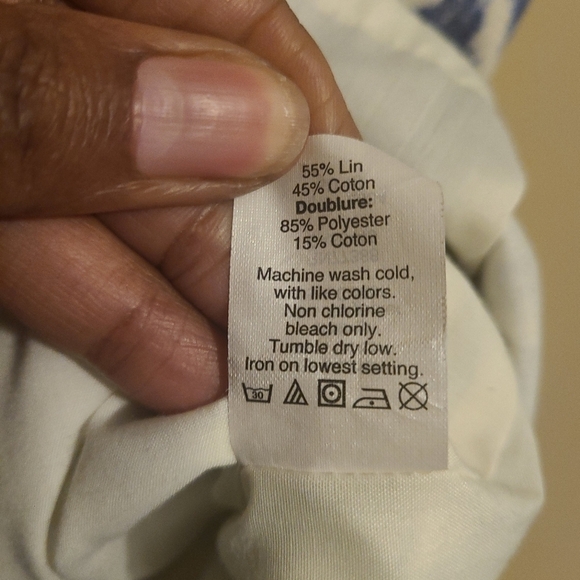 55% Lin
45% Coton
Doublure:
85% Polyester
15% Coton
Machine wash cold,
with like colors.
Non chlorine
bleach only.
Tumble dry low.
Iron on lowest setting.
30